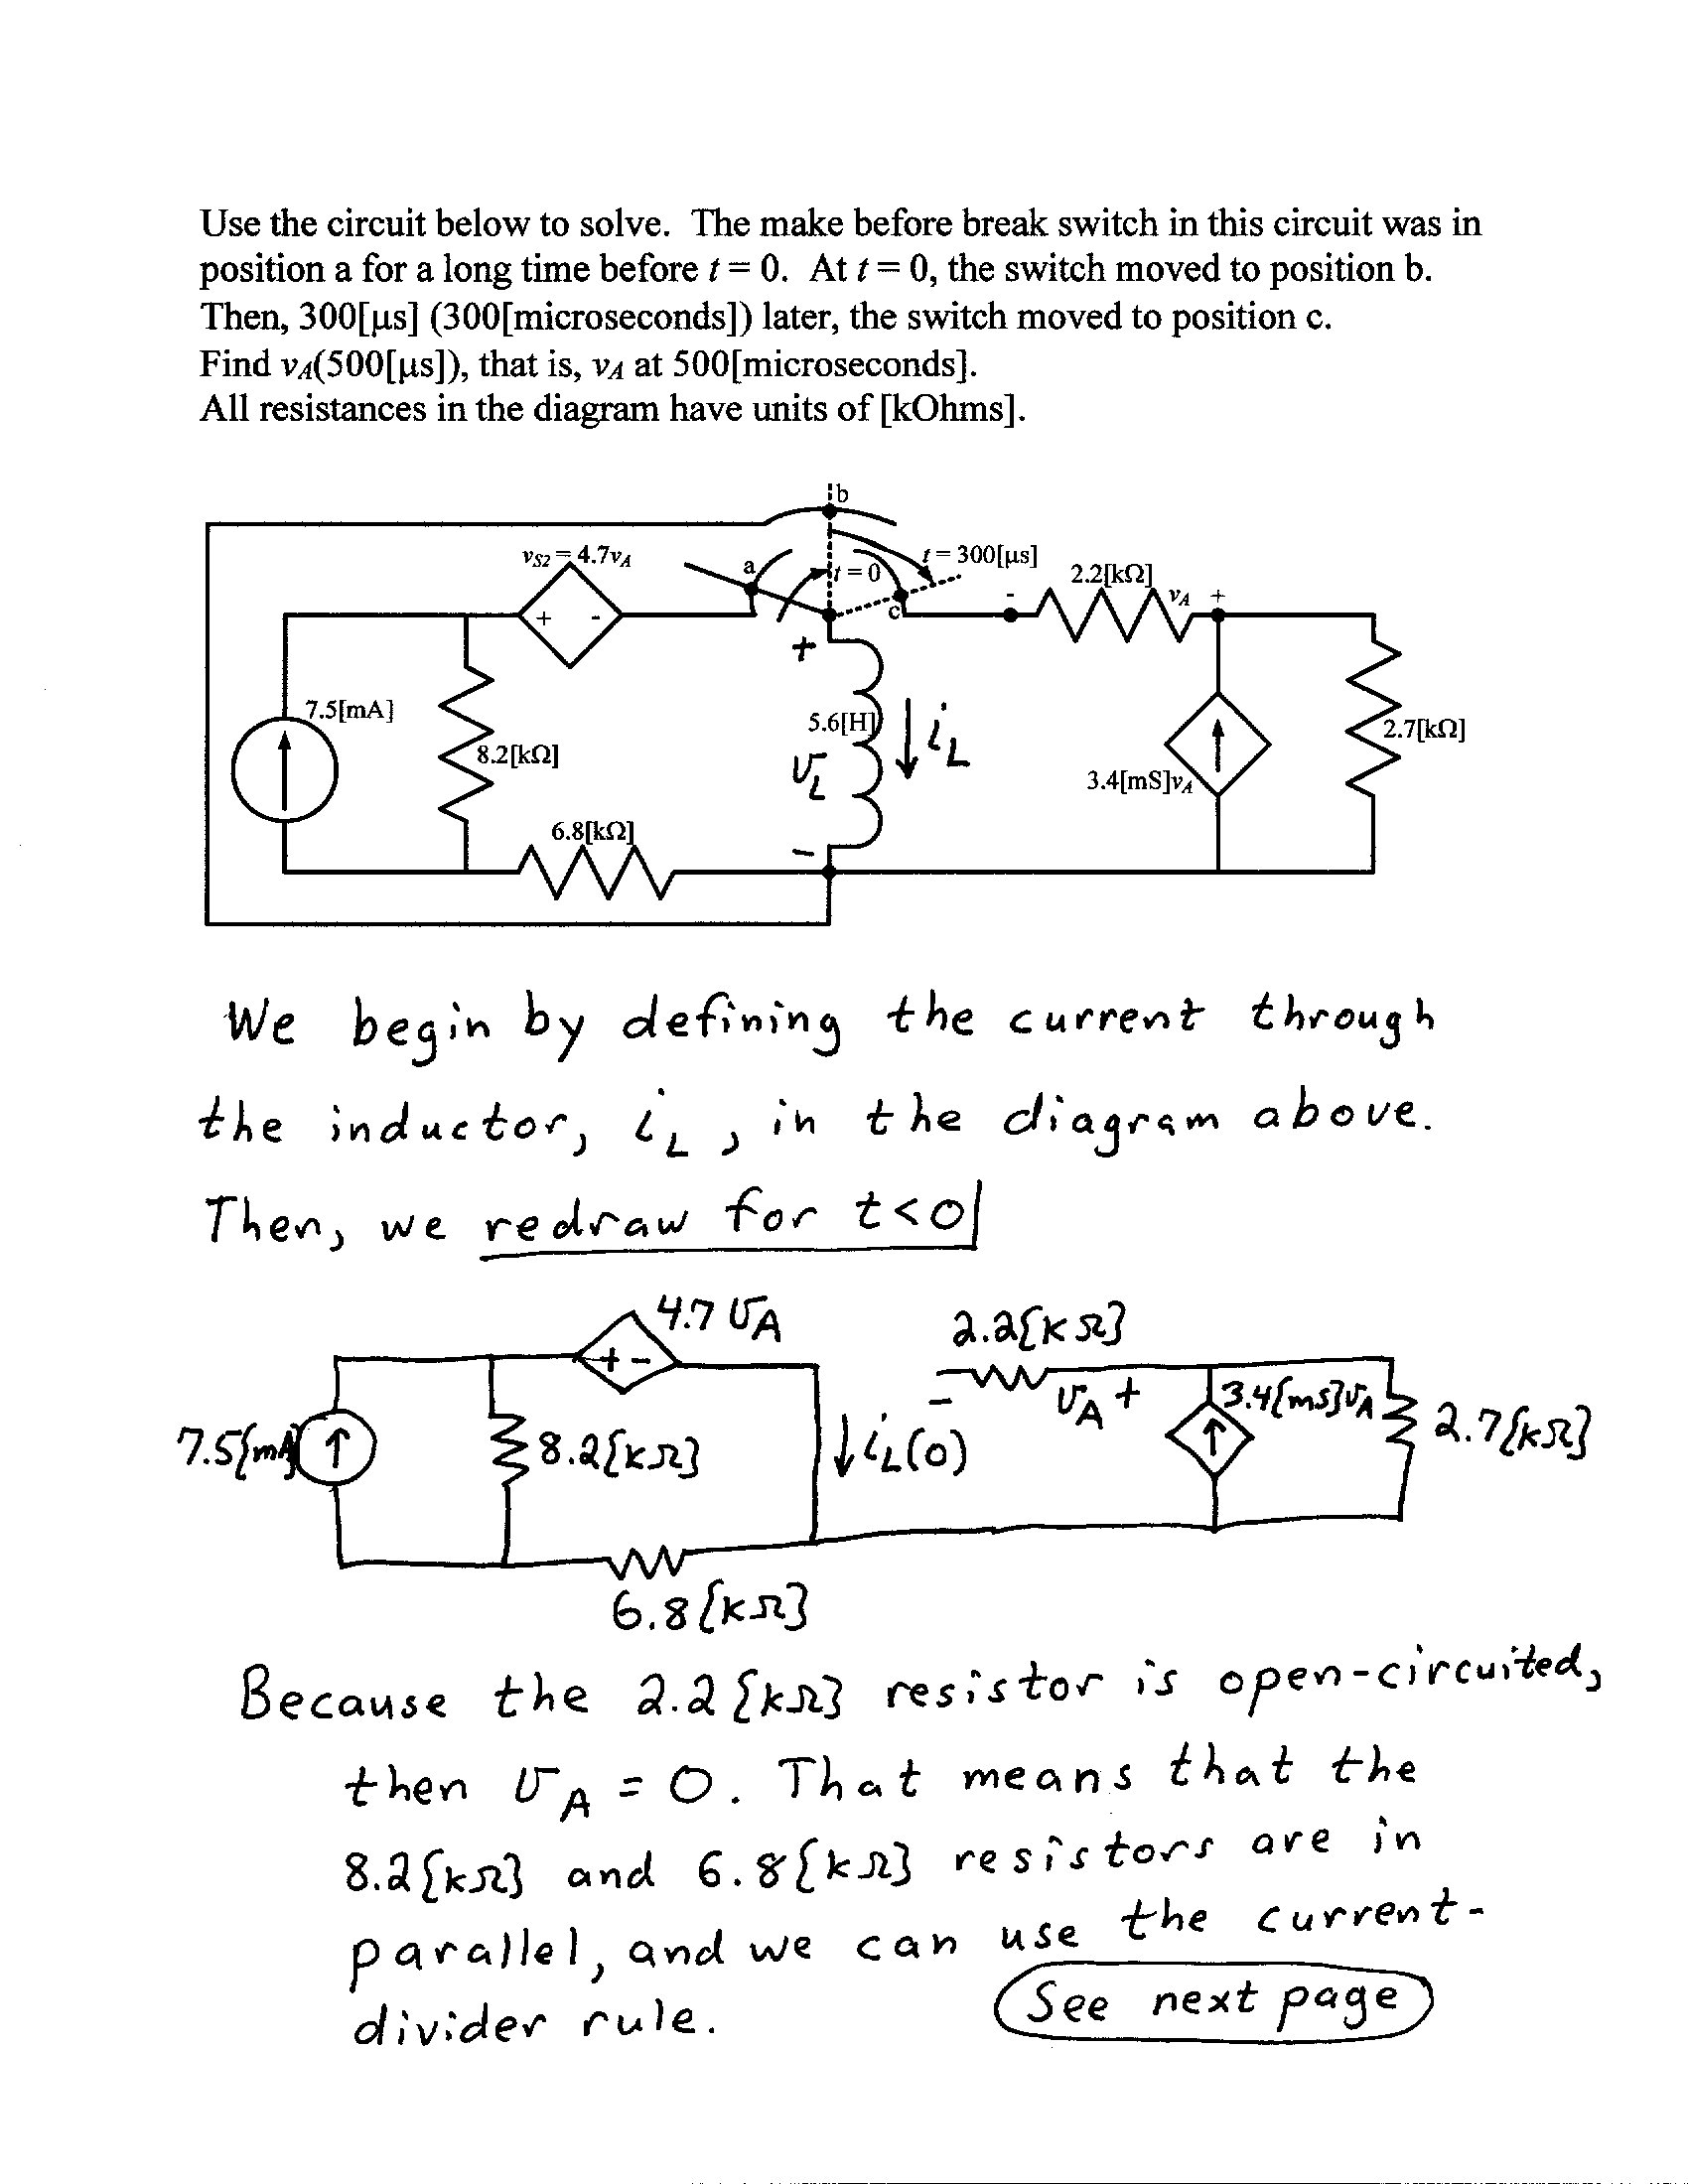 Use the circuit below to solve. The make before break switch in this circuit was in
position a for a long time before t = 0. At t = 0, the switch moved to position b.
Then, 300[μs] (300[microseconds]) later, the switch moved to position c.
Find vA(500[μs]), that is, vA at 500[microseconds].
All resistances in the diagram have units of [kOhms].
b
vS2 = 4.7vA
a
t = 0
t = 300[μs]
c
2.2[kΩ]
- vA +
+ -
7.5[mA]
8.2[kΩ]
6.8[kΩ]
+
5.6[H]
vL
-
iL
3.4[mS]vA
2.7[kΩ]
We begin by defining the current through
the inductor, iL, in the diagram above.
Then, we redraw for t<0
4.7 vA
+ -
7.5[mA]
8.2[kΩ]
iL(0)
6.8[kΩ]
2.2[kΩ]
- vA +
3.4[mS]vA
2.7[kΩ]
Because the 2.2[kΩ] resistor is open-circuited,
then vA = 0. That means that the
8.2[kΩ] and 6.8[kΩ] resistors are in
parallel, and we can use the current-
divider rule.
See next page